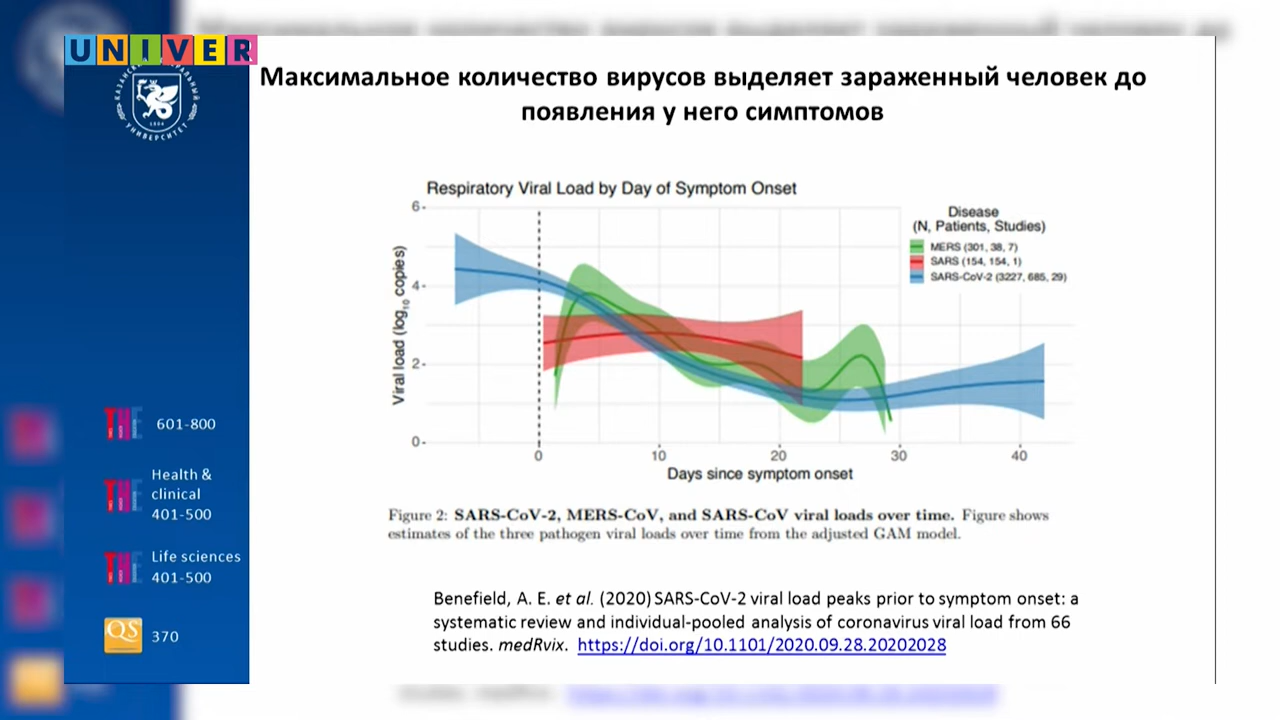 UNIVER
Максимальное количество вирусов выделяет зараженный человек до
появления у него симптомов
Respiratory Viral Load by Day of Symptom Onset
Disease
(N, Patients, Studies)
MERS (301, 38, 7)
SARS (154, 154, 1)
SARS-CoV-2 (3227, 685, 29)
Viral load (log10 copies)
6
4
2
0
0 10 20 30 40
Days since symptom onset
Figure 2: SARS-CoV-2, MERS-CoV, and SARS-CoV viral loads over time. Figure shows
estimates of the three pathogen viral loads over time from the adjusted GAM model.
Benefield, A. E. et al. (2020) SARS-CoV-2 viral load peaks prior to symptom onset: a
systematic review and individual-pooled analysis of coronavirus viral load from 66
studies. medRvix. https://doi.org/10.1101/2020.09.28.20202028
УНИВЕРСИТЕТ
1804
THE
601-800
THE
Health &
clinical
401-500
THE
Life sciences
401-500
QS
370